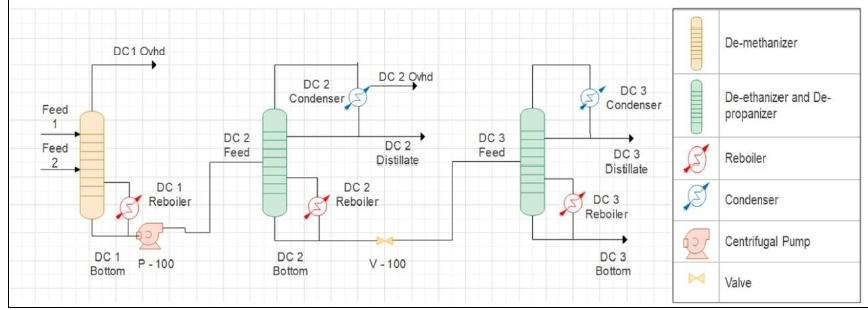 DC 1 Ovhd
Feed
1
Feed
2
DC 1
Reboiler
DC 1
Bottom
P - 100
DC 2
Feed
DC 2
Condenser
DC 2 Ovhd
DC 2
Distillate
DC 2
Reboiler
DC 2
Bottom
V - 100
DC 3
Feed
DC 3
Condenser
DC 3
Distillate
DC 3
Reboiler
DC 3
Bottom
De-methanizer
De-ethanizer and De-
propanizer
Reboiler
Condenser
Centrifugal Pump
Valve